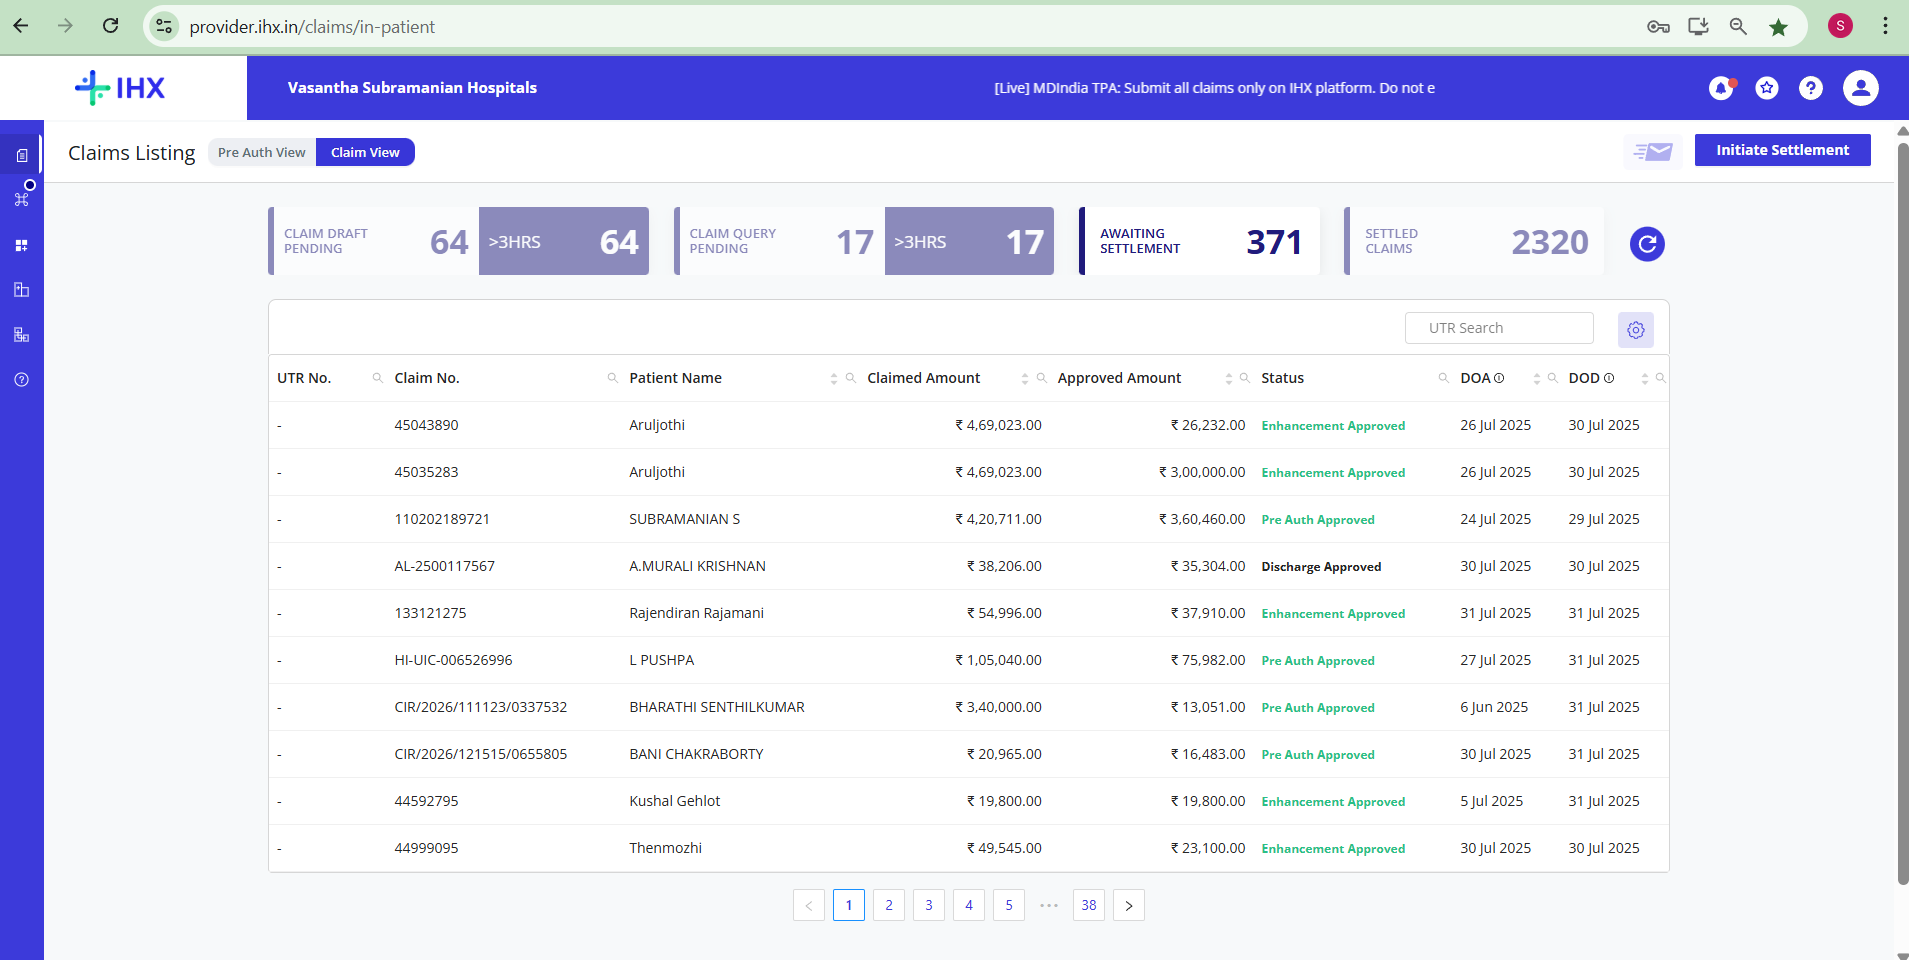 provider.ihx.in/claims/in-patient
S
IHX
Vasantha Subramanian Hospitals
[Live] MDIndia TPA: Submit all claims only on IHX platform. Do not e
Claims Listing
Pre Auth View
Claim View
Initiate Settlement
CLAIM DRAFT
PENDING
64
>3HRS
64
CLAIM QUERY
PENDING
17
>3HRS
17
AWAITING
SETTLEMENT
371
SETTLED
CLAIMS
2320
UTR Search
UTR No. Claim No. Patient Name Claimed Amount Approved Amount Status DOA DOD
- 45043890 Aruljothi ₹ 4,69,023.00 ₹ 26,232.00 Enhancement Approved 26 Jul 2025 30 Jul 2025
- 45035283 Aruljothi ₹ 4,69,023.00 ₹ 3,00,000.00 Enhancement Approved 26 Jul 2025 30 Jul 2025
- 110202189721 SUBRAMANIAN S ₹ 4,20,711.00 ₹ 3,60,460.00 Pre Auth Approved 24 Jul 2025 29 Jul 2025
- AL-2500117567 A.MURALI KRISHNAN ₹ 38,206.00 ₹ 35,304.00 Discharge Approved 30 Jul 2025 30 Jul 2025
- 133121275 Rajendiran Rajamani ₹ 54,996.00 ₹ 37,910.00 Enhancement Approved 31 Jul 2025 31 Jul 2025
- HI-UIC-006526996 L PUSHPA ₹ 1,05,040.00 ₹ 75,982.00 Pre Auth Approved 27 Jul 2025 31 Jul 2025
- CIR/2026/111123/0337532 BHARATHI SENTHILKUMAR ₹ 3,40,000.00 ₹ 13,051.00 Pre Auth Approved 6 Jun 2025 31 Jul 2025
- CIR/2026/121515/0655805 BANI CHAKRABORTY ₹ 20,965.00 ₹ 16,483.00 Pre Auth Approved 30 Jul 2025 31 Jul 2025
- 44592795 Kushal Gehlot ₹ 19,800.00 ₹ 19,800.00 Enhancement Approved 5 Jul 2025 31 Jul 2025
- 44999095 Thenmozhi ₹ 49,545.00 ₹ 23,100.00 Enhancement Approved 30 Jul 2025 30 Jul 2025
< 1 2 3 4 5 ••• 38 >